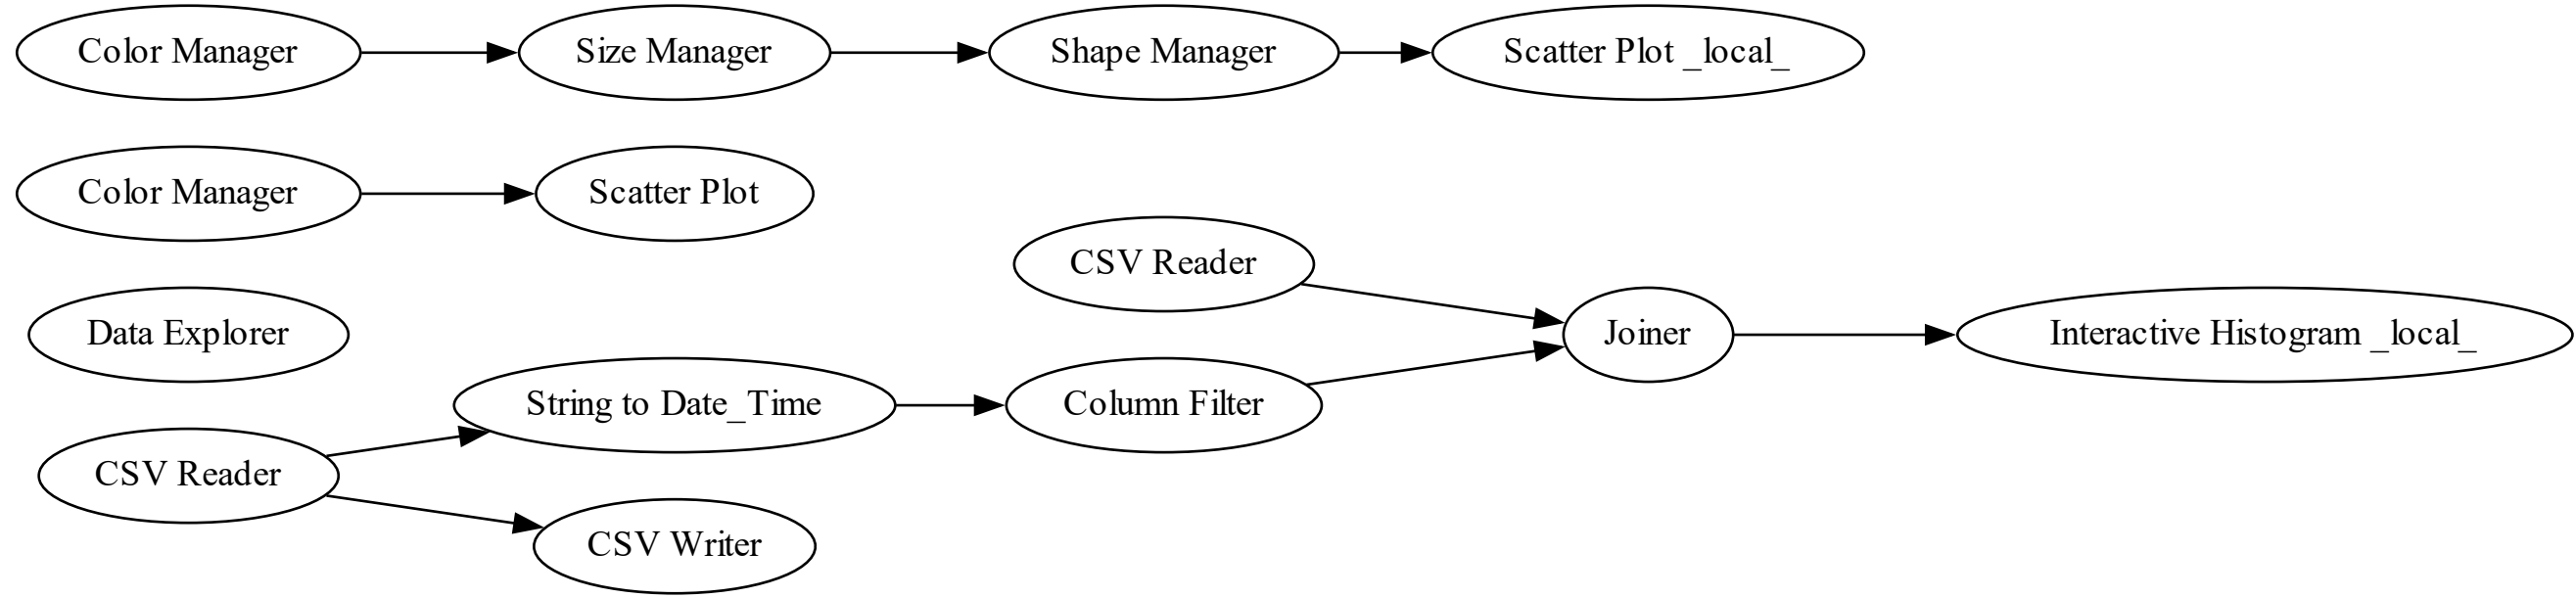 Color Manager
Size Manager
Shape Manager
Scatter Plot _local_
Color Manager
Scatter Plot
CSV Reader
Data Explorer
Joiner
Interactive Histogram _local_
String to Date_Time
Column Filter
CSV Reader
CSV Writer